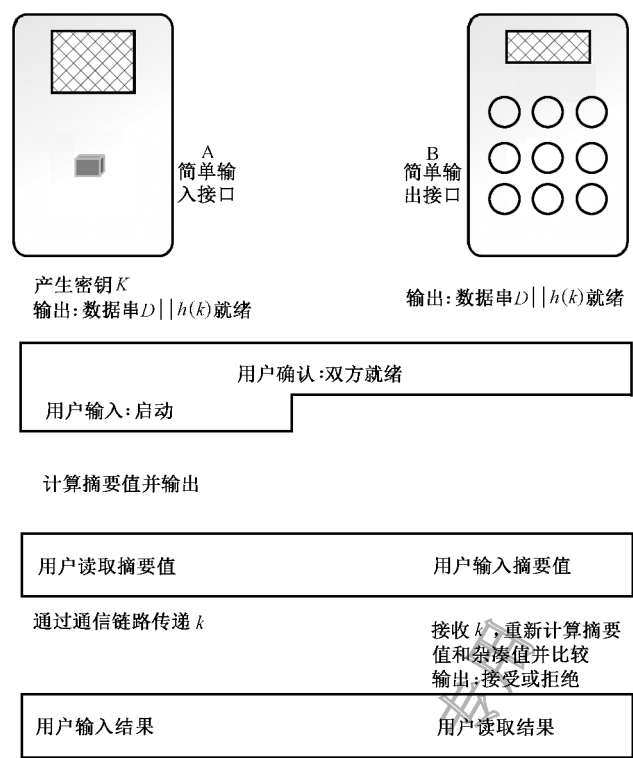 A
简单输
入接口
B
简单输
出接口
产生密钥K
输出:数据串D||h(k)就绪
输出:数据串D||h(k)就绪
用户确认:双方就绪
用户输入:启动
计算摘要值并输出
用户读取摘要值
用户输入摘要值
通过通信链路传递k
接收k,重新计算摘要
值和杂凑值并比较
输出:接受或拒绝
用户输入结果
用户读取结果
专用